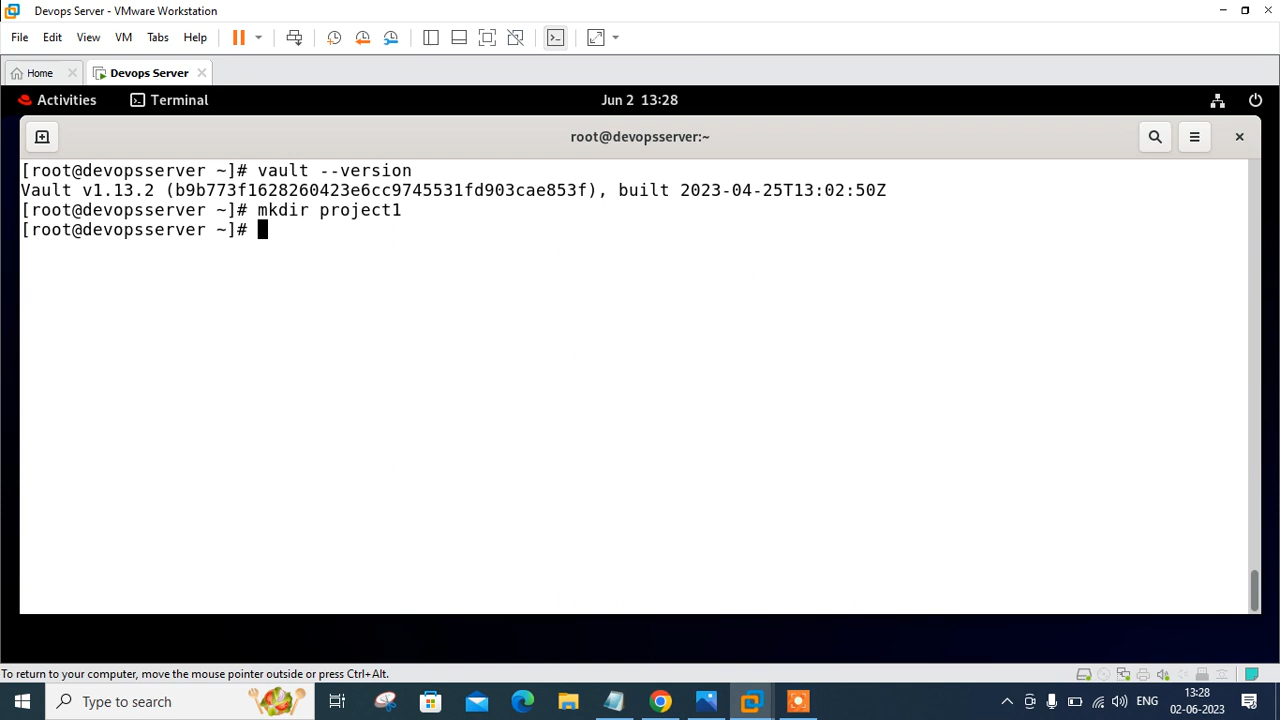 Devops Server - VMware Workstation
File Edit View VM Tabs Help
Home Devops Server
Activities Terminal Jun 2 13:28
root@devopsserver:~
[root@devopsserver ~]# vault --version
Vault v1.13.2 (b9b773f1628260423e6cc9745531fd903cae853f), built 2023-04-25T13:02:50Z
[root@devopsserver ~]# mkdir project1
[root@devopsserver ~]#
To return to your computer, move the mouse pointer outside or press Ctrl+Alt.
Type to search ENG 13:28
02-06-2023